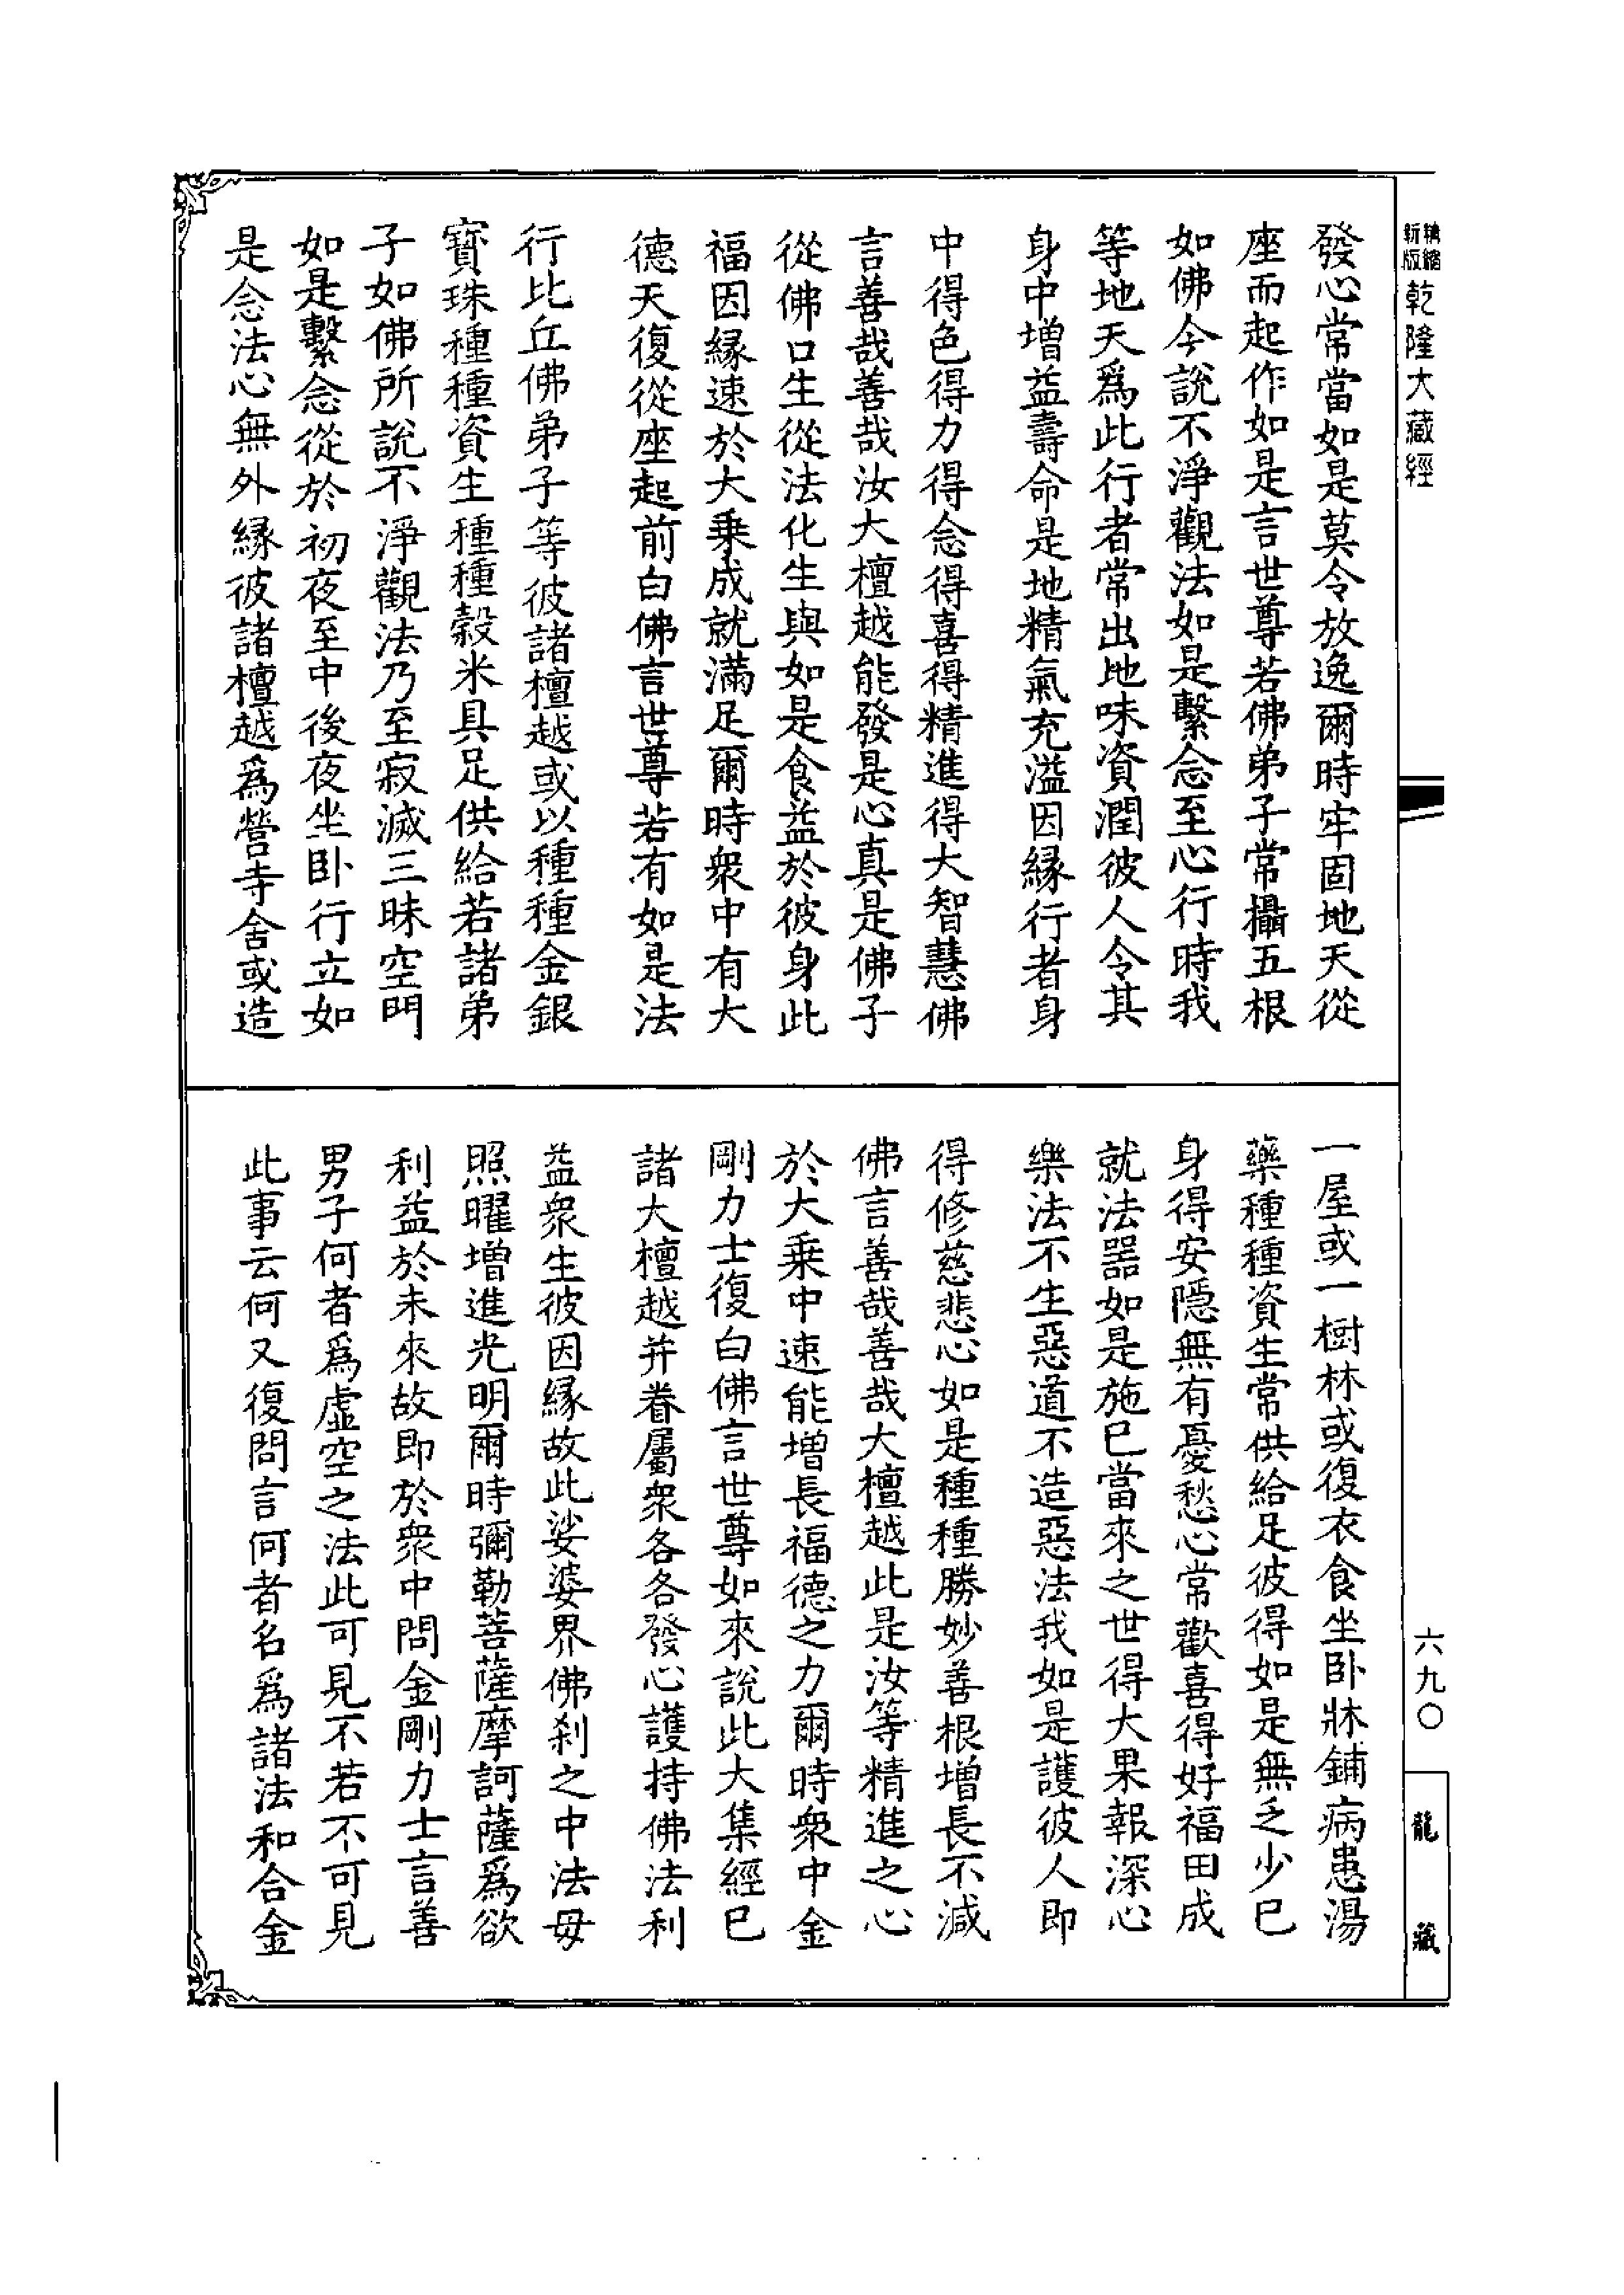 精縮
新版
乾隆大藏經
發心常當如是莫令放逸爾時牢固地天從
座而起作如是言世尊若佛弟子常攝五根
如佛今說不淨觀法如是繫念至心行時我
等地天爲此行者常出地味資潤彼人令其
身中增益壽命是地精氣充溢因緣行者身
中得色得力得念得喜得精進得大智慧佛
言善哉善哉汝大檀越能發是心真是佛子
從佛口生從法化生與如是食益於彼身此
福因緣速於大乘成就滿足爾時衆中有大
德天復從座起前白佛言世尊若有如是法
行比丘佛弟子等彼諸檀越或以種種金銀
寶珠種種資生種種穀米具足供給若諸弟
子如佛所說不淨觀法乃至寂滅三昧空門
如是繫念從於初夜至中後夜坐卧行立如
是念法心無外緣彼諸檀越爲營寺舍或造
一屋或一樹林或復衣食坐卧牀鋪病患湯
藥種種資生常供給足彼得如是無乏少已
身得安隱無有憂愁心常歡喜得好福田成
就法器如是施已當來之世得大果報深心
樂法不生惡道不造惡法我如是護彼人即
得修慈悲心如是種種勝妙善根增長不減
佛言善哉善哉大檀越此是汝等精進之心
於大乘中速能增長福德之力爾時衆中金
剛力士復白佛言世尊如來說此大集經已
諸大檀越并眷屬衆各各發心護持佛法利
益衆生彼因緣故此娑婆界佛刹之中法母
照曜增進光明爾時彌勒菩薩摩訶薩爲欲
利益於未來故即於衆中問金剛力士言善
男子何者爲虛空之法此可見不若不可見
此事云何又復問言何者名爲諸法和合金
六九〇
龍藏